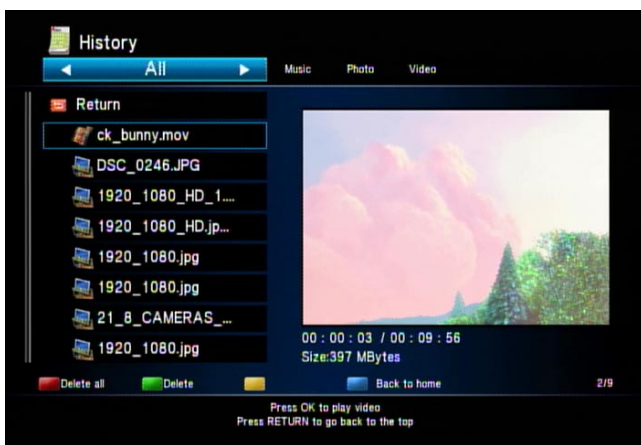 History
All Music Photo Video
Return
ck_bunny.mov
DSC_0246.JPG
1920_1080_HD_1....
1920_1080_HD.jp...
1920_1080.jpg
1920_1080.jpg
21_8_CAMERAS_...
1920_1080.jpg
00 : 00 : 03 / 00 : 09 : 56
Size:397 MBytes
Delete all Delete Back to home 2/9
Press OK to play video
Press RETURN to go back to the top